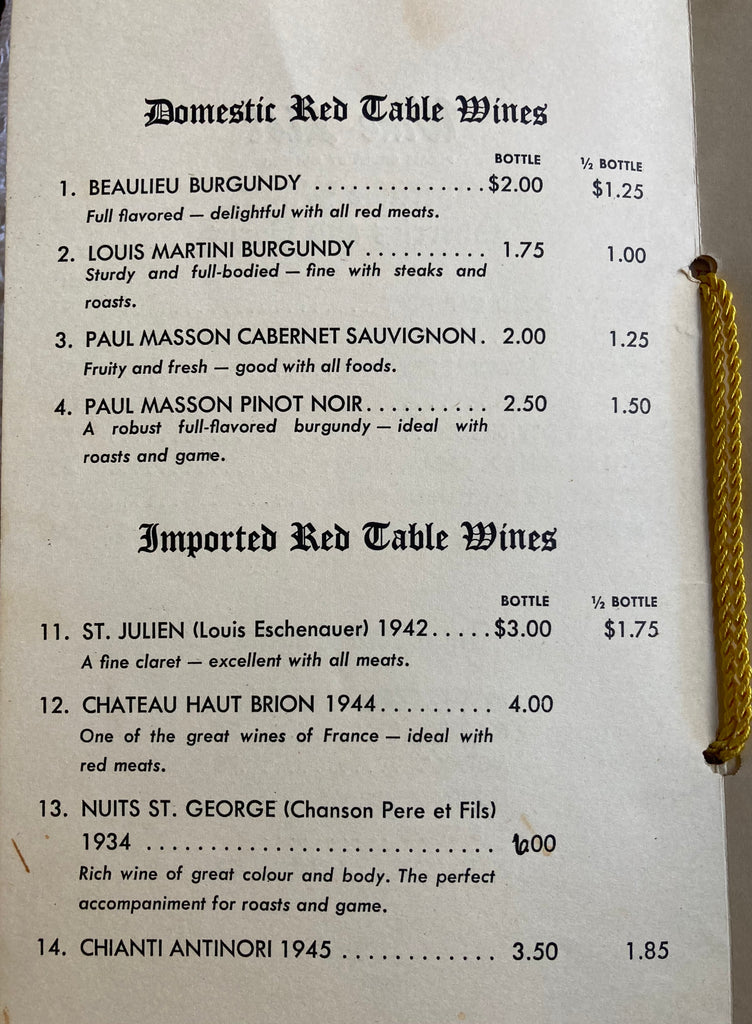 Domestic Red Table Wines
BOTTLE ½ BOTTLE
1. BEAULIEU BURGUNDY ...............$2.00 $1.25
Full flavored — delightful with all red meats.
2. LOUIS MARTINI BURGUNDY .......... 1.75 1.00
Sturdy and full-bodied — fine with steaks and
roasts.
3. PAUL MASSON CABERNET SAUVIGNON. 2.00 1.25
Fruity and fresh — good with all foods.
4. PAUL MASSON PINOT NOIR.......... 2.50 1.50
A robust full-flavored burgundy — ideal with
roasts and game.
Imported Red Table Wines
BOTTLE ½ BOTTLE
11. ST. JULIEN (Louis Eschenauer) 1942.....$3.00 $1.75
A fine claret — excellent with all meats.
12. CHATEAU HAUT BRION 1944......... 4.00
One of the great wines of France — ideal with
red meats.
13. NUITS ST. GEORGE (Chanson Pere et Fils)
1934 ............................ 6.00
Rich wine of great colour and body. The perfect
accompaniment for roasts and game.
14. CHIANTI ANTINORI 1945 ............ 3.50 1.85